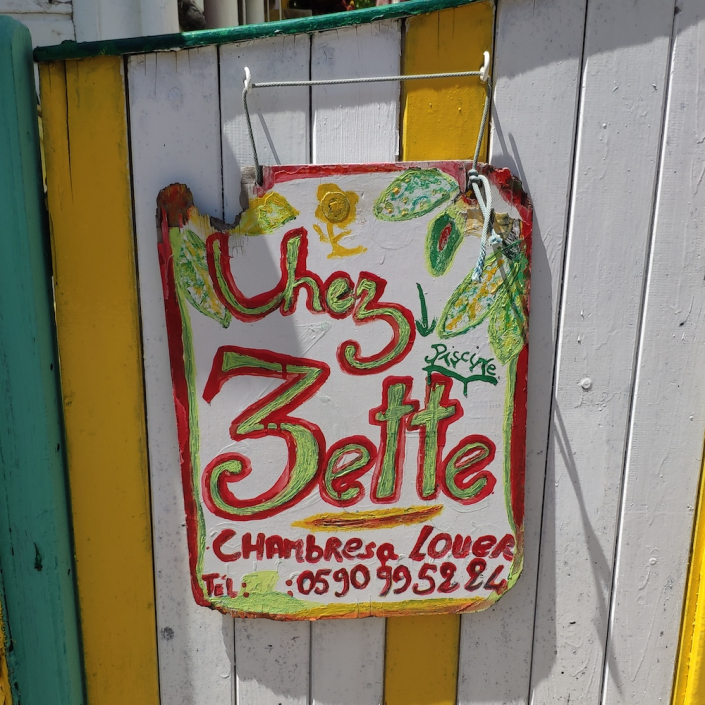 Chez
Piscine
Zette
CHAMbRES a LOUER
TEL: :0590 99 52 24